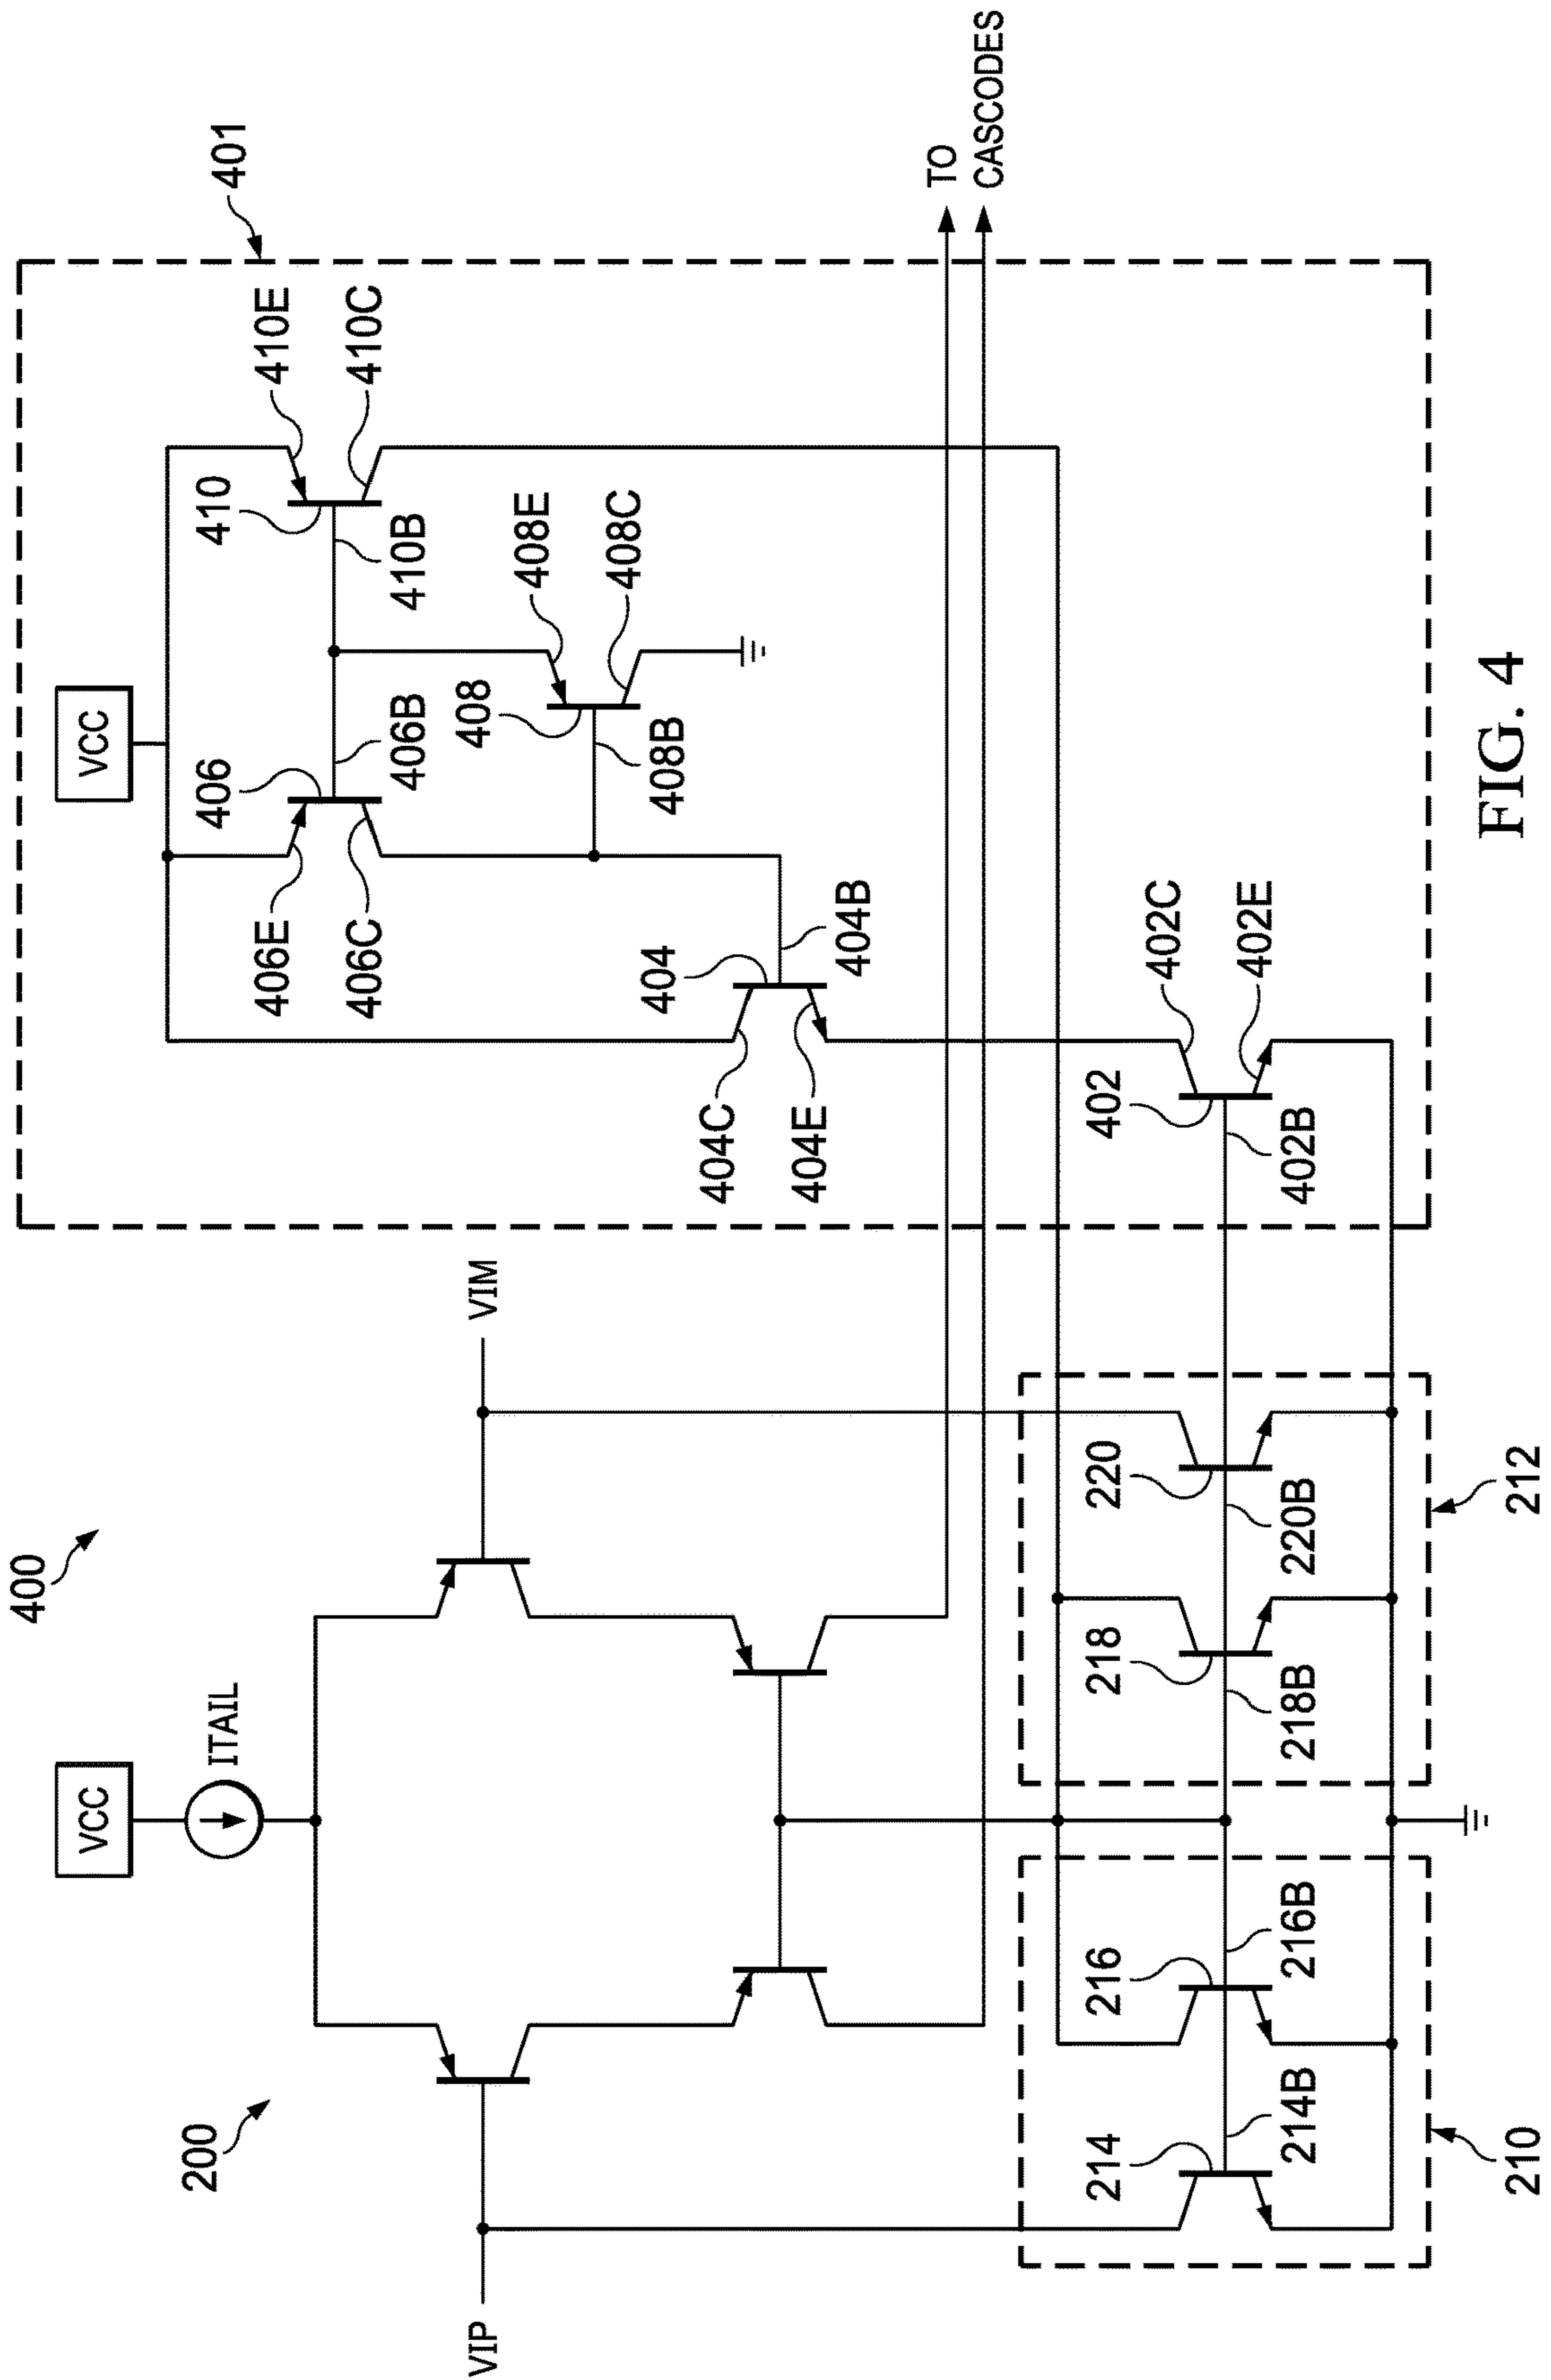 400
200
VCC
ITAIL
VIP
VIM
401
VCC
406E
406
406C
406B
410
410E
410C
410B
408
408E
408C
408B
404C
404
404E
404B
TO
CASCODES
214
214B
216
216B
218
218B
220
220B
402
402B
402C
402E
210
212
FIG. 4